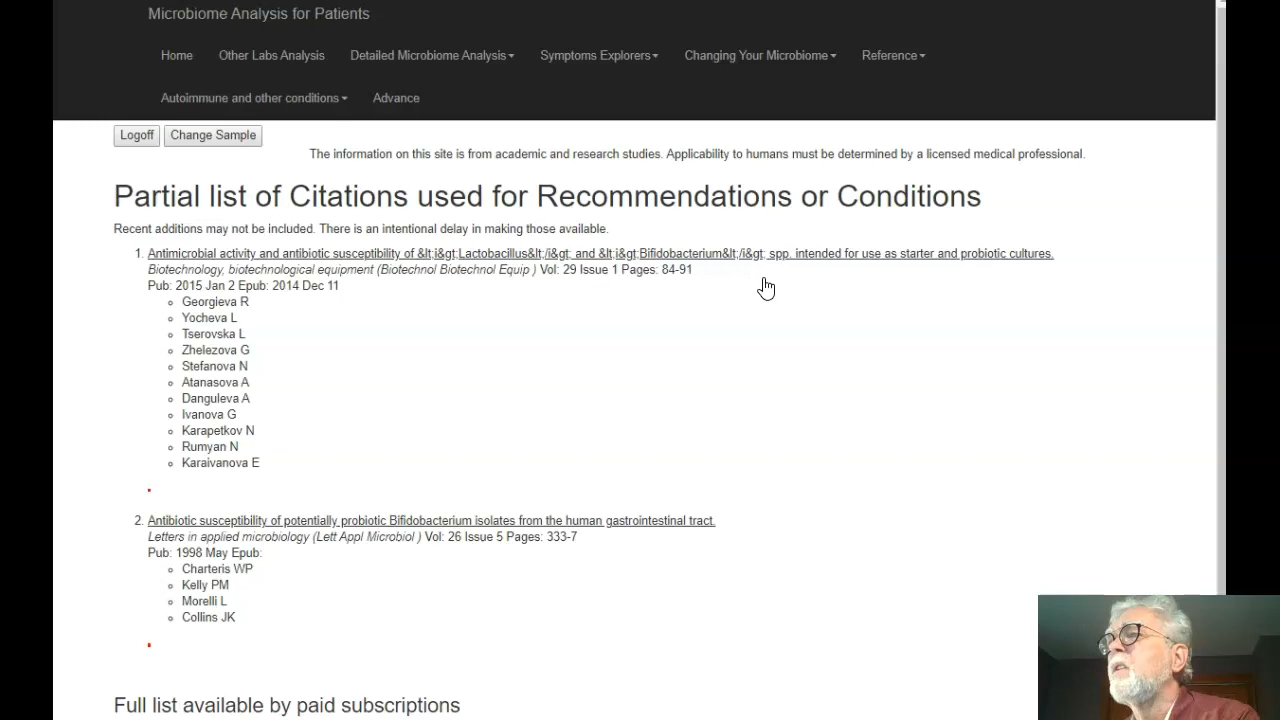 Microbiome Analysis for Patients
Home Other Labs Analysis Detailed Microbiome Analysis Symptoms Explorers Changing Your Microbiome Reference
Autoimmune and other conditions Advance
Logoff Change Sample
The information on this site is from academic and research studies. Applicability to humans must be determined by a licensed medical professional.
Partial list of Citations used for Recommendations or Conditions
Recent additions may not be included. There is an intentional delay in making those available.
1. Antimicrobial activity and antibiotic susceptibility of &lt;i&gt;Lactobacillus&lt;/i&gt; and &lt;i&gt;Bifidobacterium&lt;/i&gt; spp. intended for use as starter and probiotic cultures.
Biotechnology, biotechnological equipment (Biotechnol Biotechnol Equip ) Vol: 29 Issue 1 Pages: 84-91
Pub: 2015 Jan 2 Epub: 2014 Dec 11
Georgieva R
Yocheva L
Tserovska L
Zhelezova G
Stefanova N
Atanasova A
Danguleva A
Ivanova G
Karapetkov N
Rumyan N
Karaivanova E
2. Antibiotic susceptibility of potentially probiotic Bifidobacterium isolates from the human gastrointestinal tract.
Letters in applied microbiology (Lett Appl Microbiol ) Vol: 26 Issue 5 Pages: 333-7
Pub: 1998 May Epub:
Charteris WP
Kelly PM
Morelli L
Collins JK
Full list available by paid subscriptions